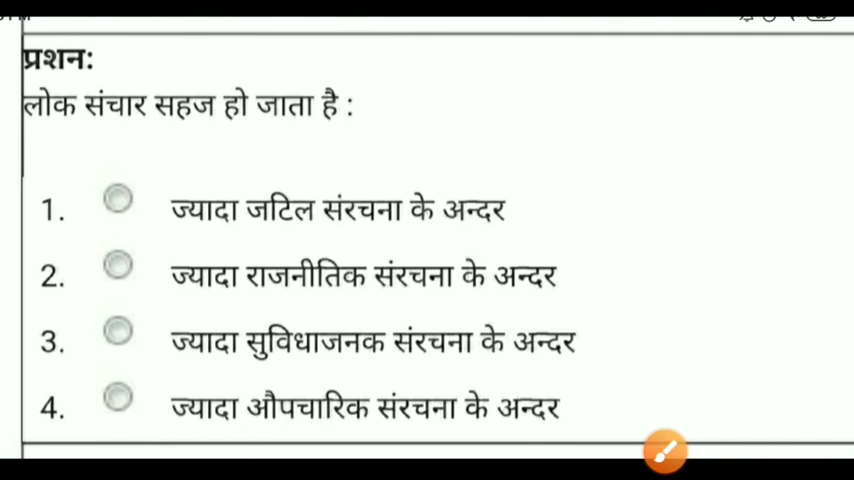 प्रशन:
लोक संचार सहज हो जाता है :
1. ज्यादा जटिल संरचना के अन्दर
2. ज्यादा राजनीतिक संरचना के अन्दर
3. ज्यादा सुविधाजनक संरचना के अन्दर
4. ज्यादा औपचारिक संरचना के अन्दर